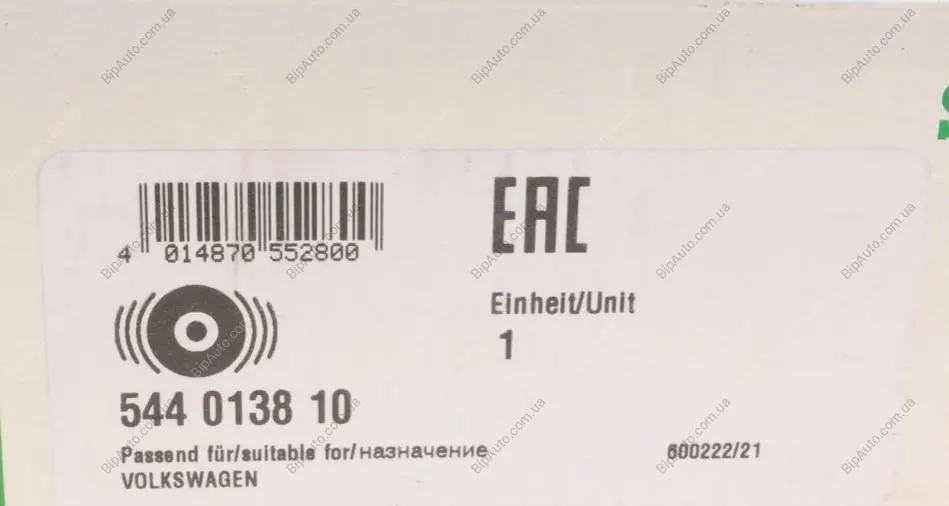 4 014870 552800
EAC
Einheit/Unit
1
544 0138 10
Passend für/suitable for/назначение
VOLKSWAGEN
600222/21
BipAuto.com.ua